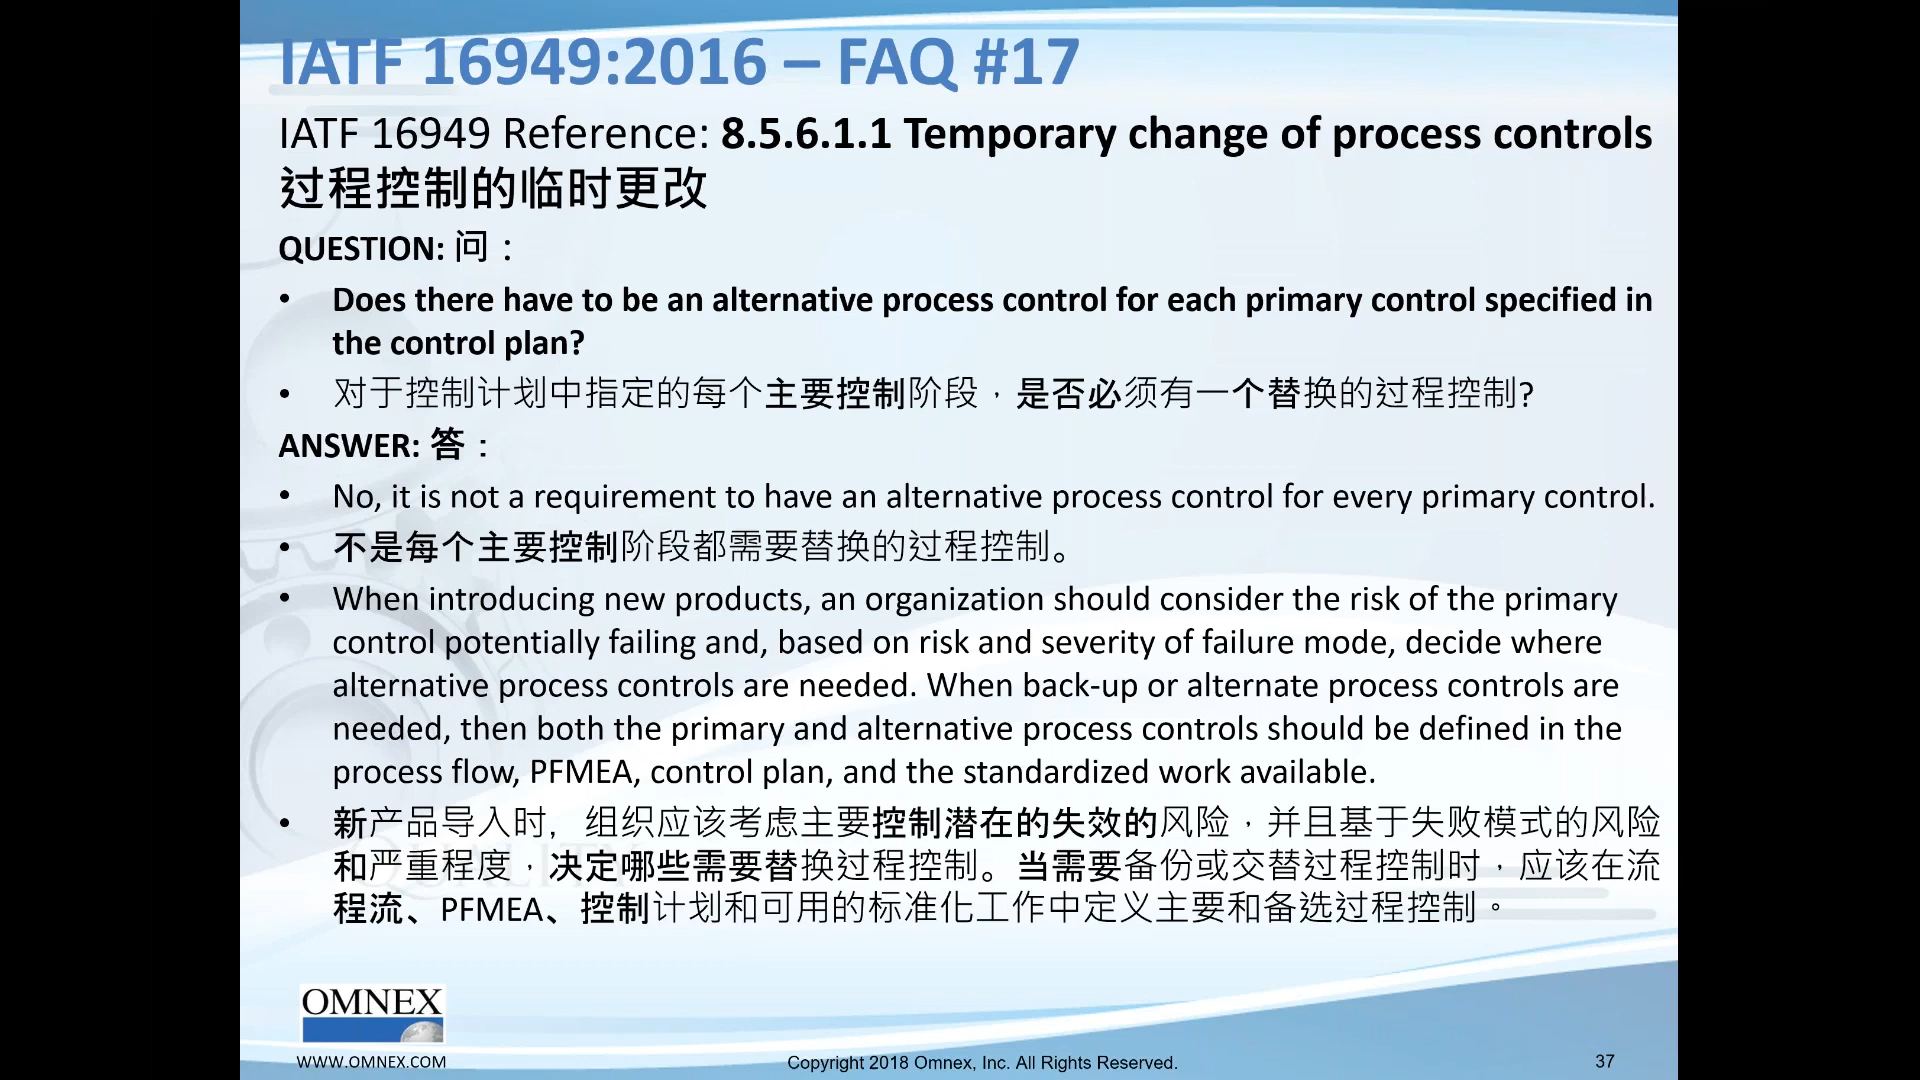 IATF 16949:2016 – FAQ #17
IATF 16949 Reference: 8.5.6.1.1 Temporary change of process controls
过程控制的临时更改
QUESTION: 问：
• Does there have to be an alternative process control for each primary control specified in
the control plan?
• 对于控制计划中指定的每个主要控制阶段，是否必须有一个替换的过程控制?
ANSWER: 答：
• No, it is not a requirement to have an alternative process control for every primary control.
• 不是每个主要控制阶段都需要替换的过程控制。
• When introducing new products, an organization should consider the risk of the primary
control potentially failing and, based on risk and severity of failure mode, decide where
alternative process controls are needed. When back-up or alternate process controls are
needed, then both the primary and alternative process controls should be defined in the
process flow, PFMEA, control plan, and the standardized work available.
• 新产品导入时，组织应该考虑主要控制潜在的失效的风险，并且基于失败模式的风险
和严重程度，决定哪些需要替换过程控制。当需要备份或交替过程控制时，应该在流
程流、PFMEA、控制计划和可用的标准化工作中定义主要和备选过程控制。
QUALITY
OMNEX
WWW.OMNEX.COM
Copyright 2018 Omnex, Inc. All Rights Reserved.
37